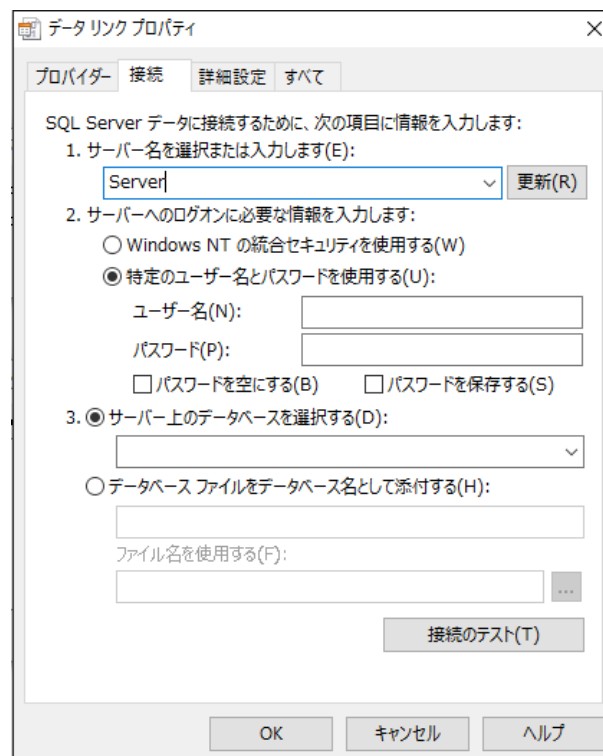 データ リンク プロパティ
プロバイダー 接続 詳細設定 すべて
SQL Server データに接続するために、次の項目に情報を入力します:
1. サーバー名を選択または入力します(E):
Server 更新(R)
2. サーバーへのログオンに必要な情報を入力します:
Windows NT の統合セキュリティを使用する(W)
特定のユーザー名とパスワードを使用する(U):
ユーザー名(N):
パスワード(P):
パスワードを空にする(B) パスワードを保存する(S)
3. サーバー上のデータベースを選択する(D):
データベース ファイルをデータベース名として添付する(H):
ファイル名を使用する(F):
...
接続のテスト(T)
OK キャンセル ヘルプ